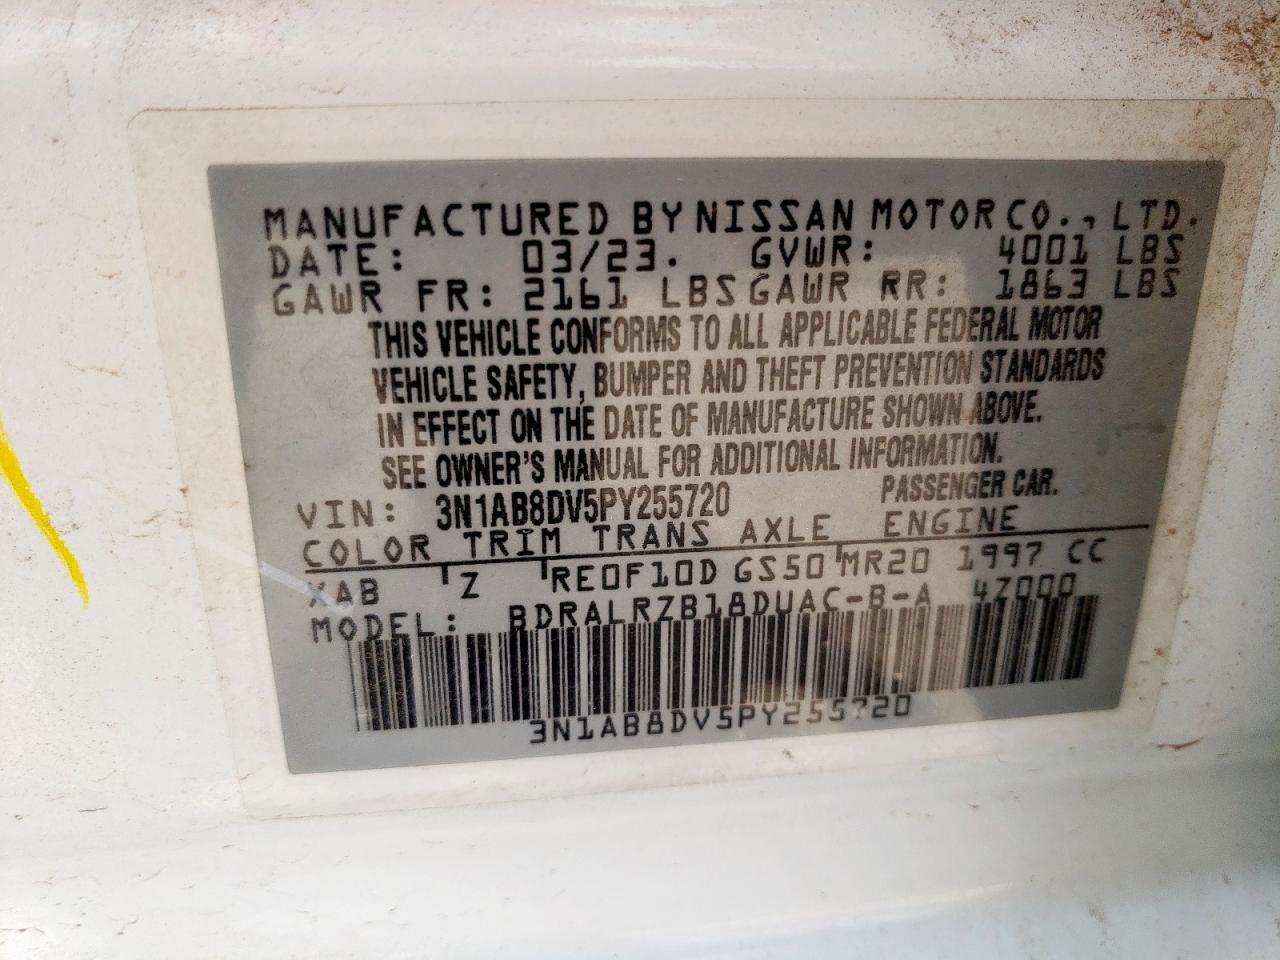 MANUFACTURED BY NISSAN MOTOR CO., LTD.
DATE: 03/23. GVWR: 4001 LBS
GAWR FR: 2161 LBS GAWR RR: 1863 LBS
THIS VEHICLE CONFORMS TO ALL APPLICABLE FEDERAL MOTOR
VEHICLE SAFETY, BUMPER AND THEFT PREVENTION STANDARDS
IN EFFECT ON THE DATE OF MANUFACTURE SHOWN ABOVE.
SEE OWNER'S MANUAL FOR ADDITIONAL INFORMATION.
VIN: 3N1AB8DV5PY255720 PASSENGER CAR.
COLOR TRIM TRANS AXLE ENGINE
XAB Z RE0F10D GS50 MR20 1997 CC
MODEL: BDRALRZB18DUAC-B-A 4Z000
3N1AB8DV5PY255720